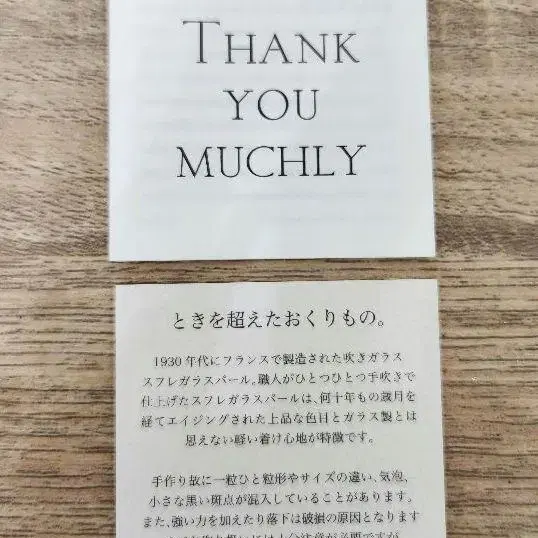 THANK
YOU
MUCHLY
ときを超えたおくりもの。
1930年代にフランスで製造された吹きガラス
スフレガラスパール。職人がひとつひとつ手吹きで
仕上げたスフレガラスパールは、何十年もの歳月を
経てエイジングされた上品な色目とガラス製とは
思えない軽い着け心地が特徴です。
手作り故に一粒ひと粒形やサイズの違い、気泡、
小さな黒い斑点が混入していることがあります。
また、強い力を加えたり落下は破損の原因となります